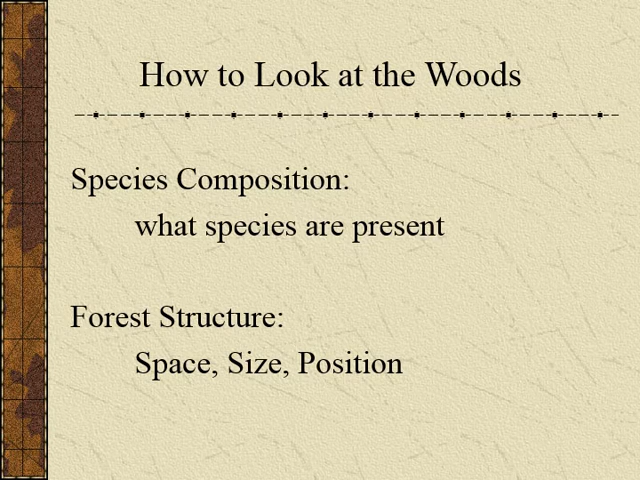 How to Look at the Woods
Species Composition:
what species are present
Forest Structure:
Space, Size, Position